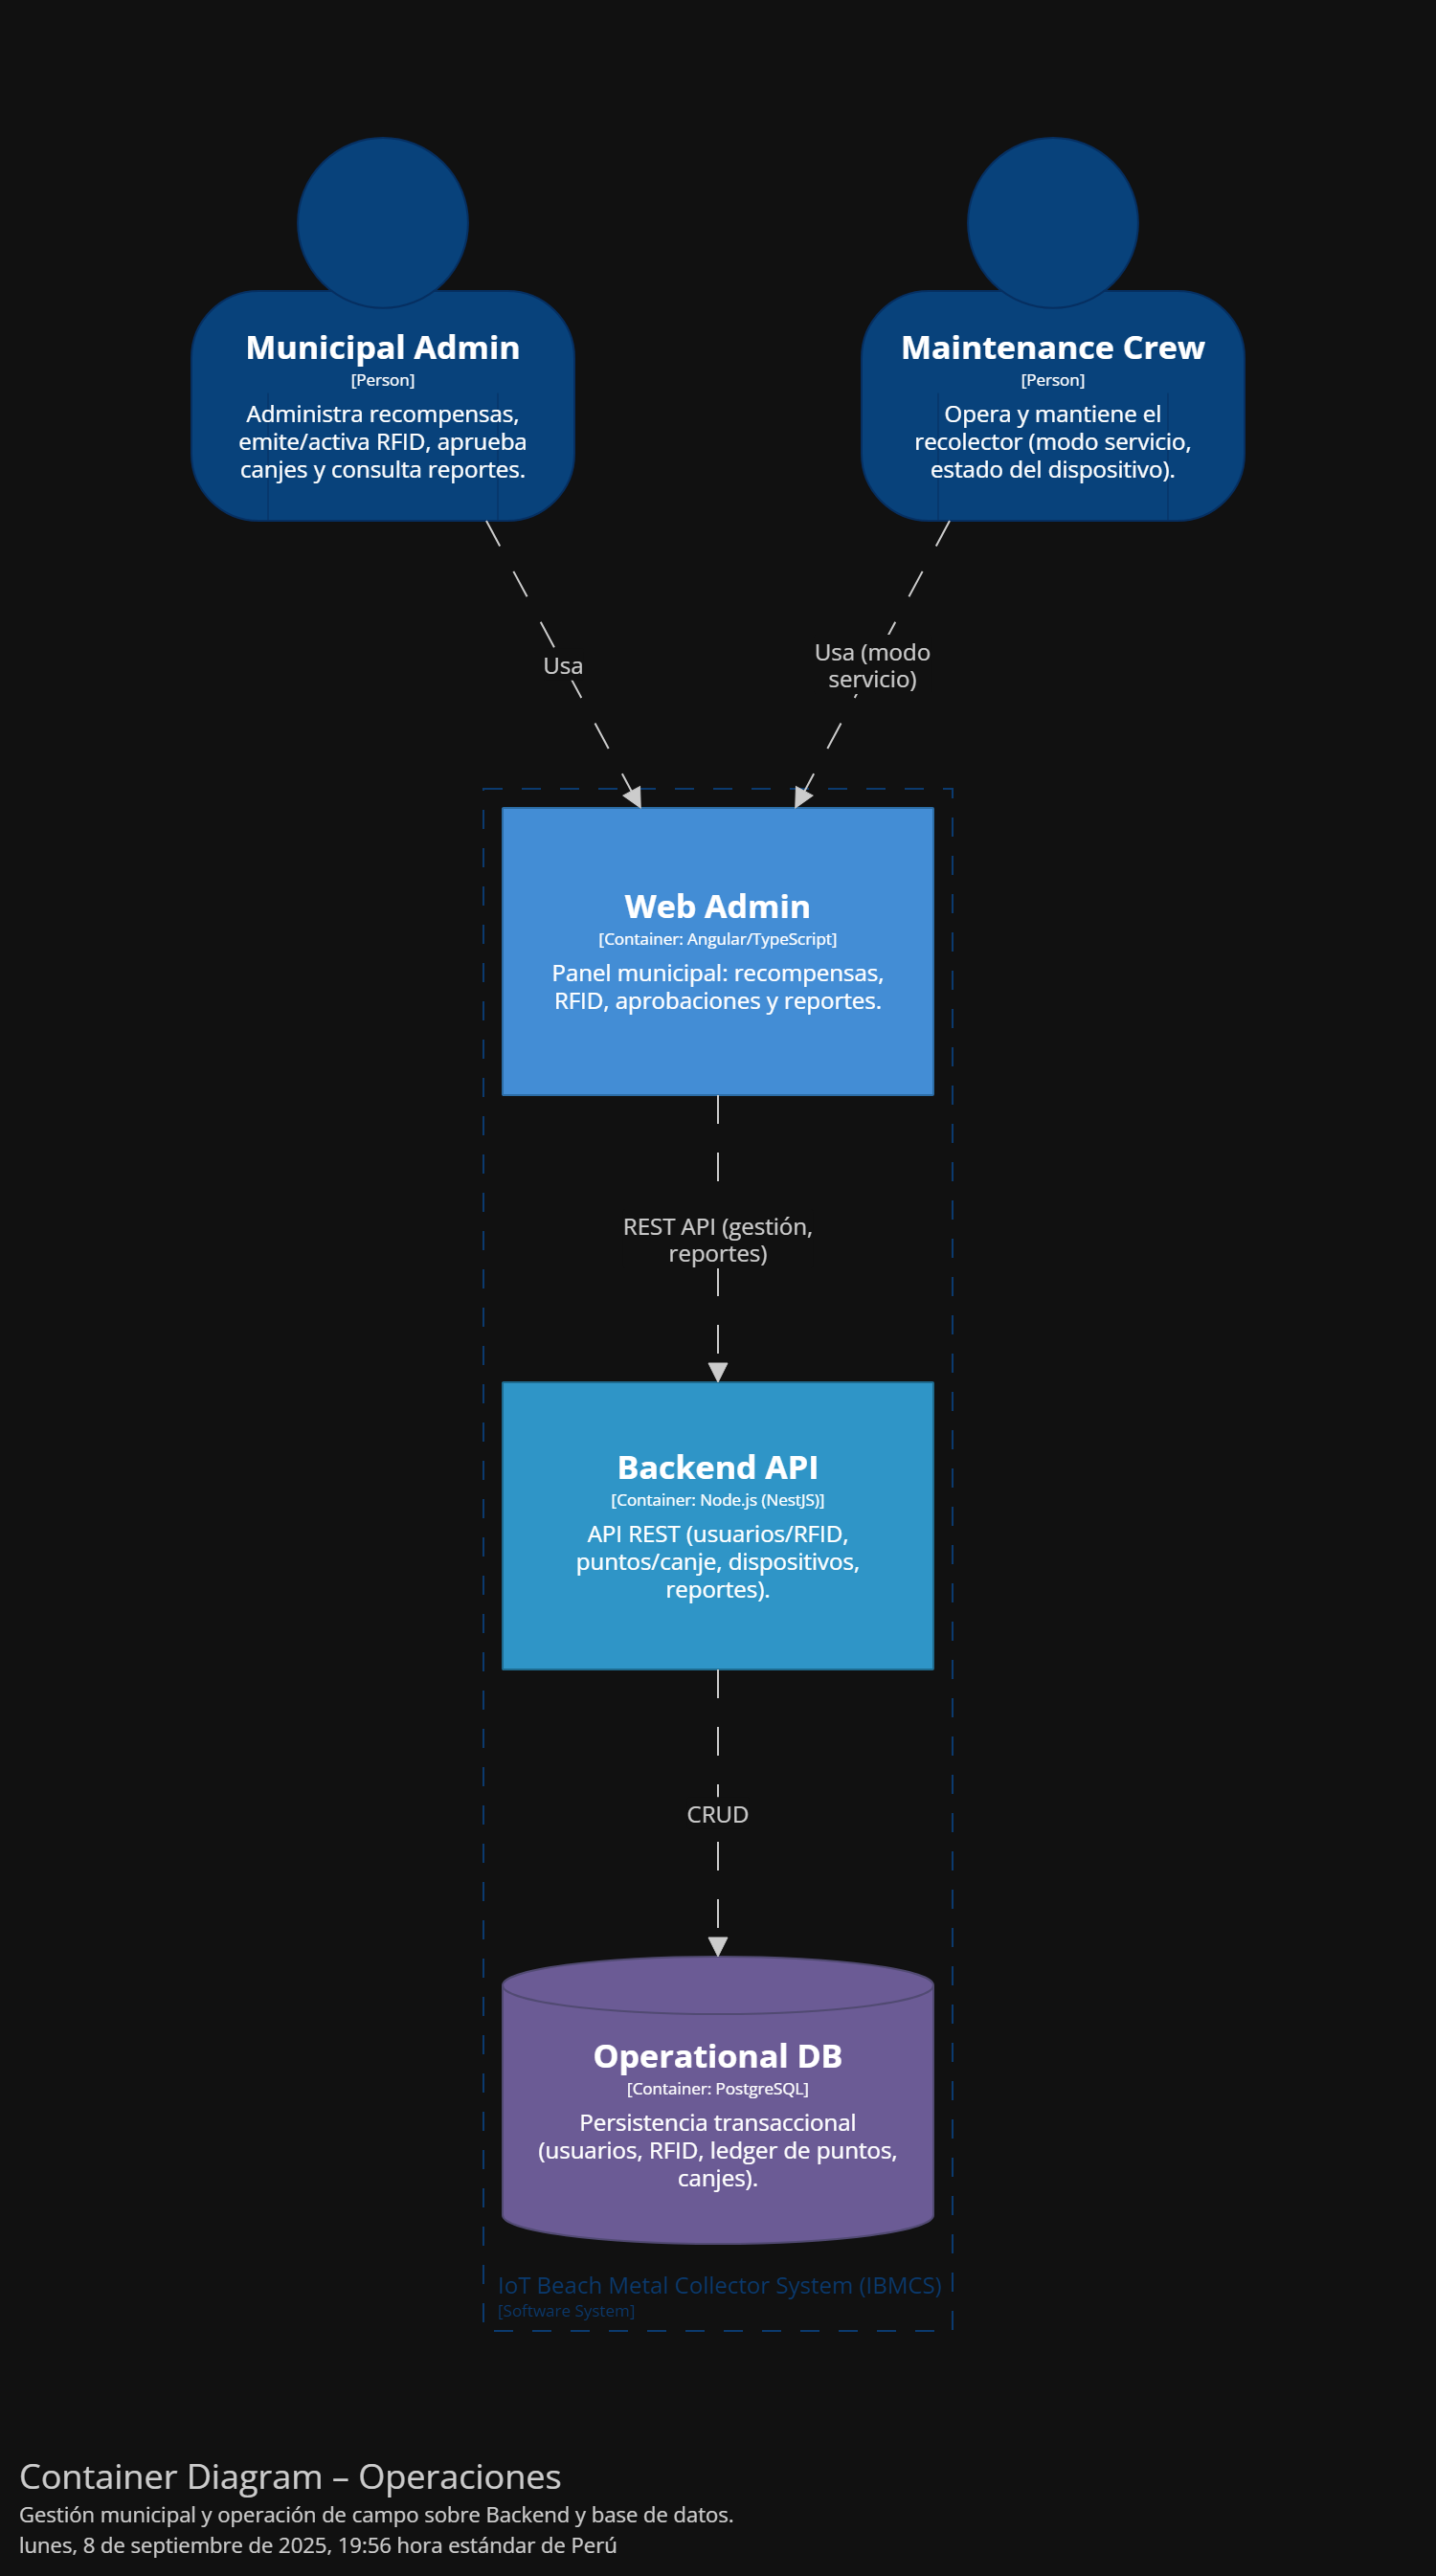 Municipal Admin
[Person]
Administra recompensas,
emite/activa RFID, aprueba
canjes y consulta reportes.
Maintenance Crew
[Person]
Opera y mantiene el
recolector (modo servicio,
estado del dispositivo).
Usa
Usa (modo
servicio)
Web Admin
[Container: Angular/TypeScript]
Panel municipal: recompensas,
RFID, aprobaciones y reportes.
REST API (gestión,
reportes)
Backend API
[Container: Node.js (NestJS)]
API REST (usuarios/RFID,
puntos/canje, dispositivos,
reportes).
CRUD
Operational DB
[Container: PostgreSQL]
Persistencia transaccional
(usuarios, RFID, ledger de puntos,
canjes).
IoT Beach Metal Collector System (IBMCS)
[Software System]
Container Diagram – Operaciones
Gestión municipal y operación de campo sobre Backend y base de datos.
lunes, 8 de septiembre de 2025, 19:56 hora estándar de Perú